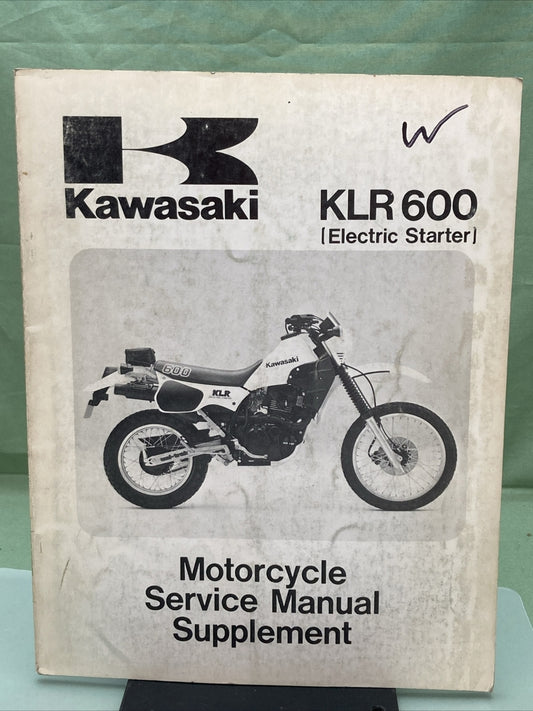 W
Kawasaki
KLR 600
[Electric Starter]
Kawasaki
600
KLR
Motorcycle
Service Manual
Supplement